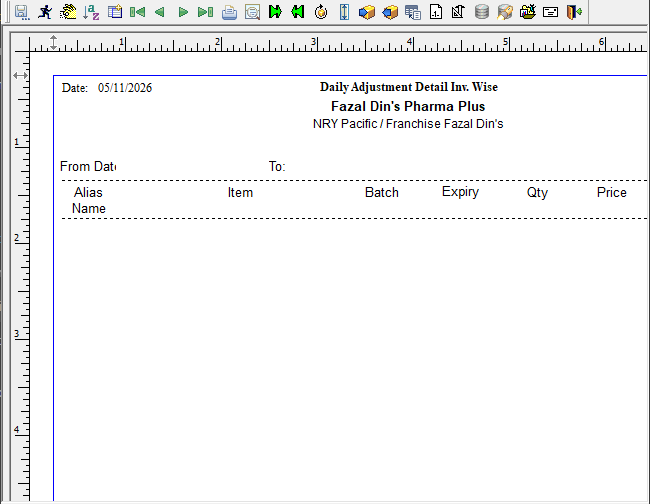 1 2 3 4 5 6
Date: 05/11/2026 Daily Adjustment Detail Inv. Wise
Fazal Din's Pharma Plus
NRY Pacific / Franchise Fazal Din's
1
From Date To:
Alias Item Batch Expiry Qty Price
Name
2
3
4